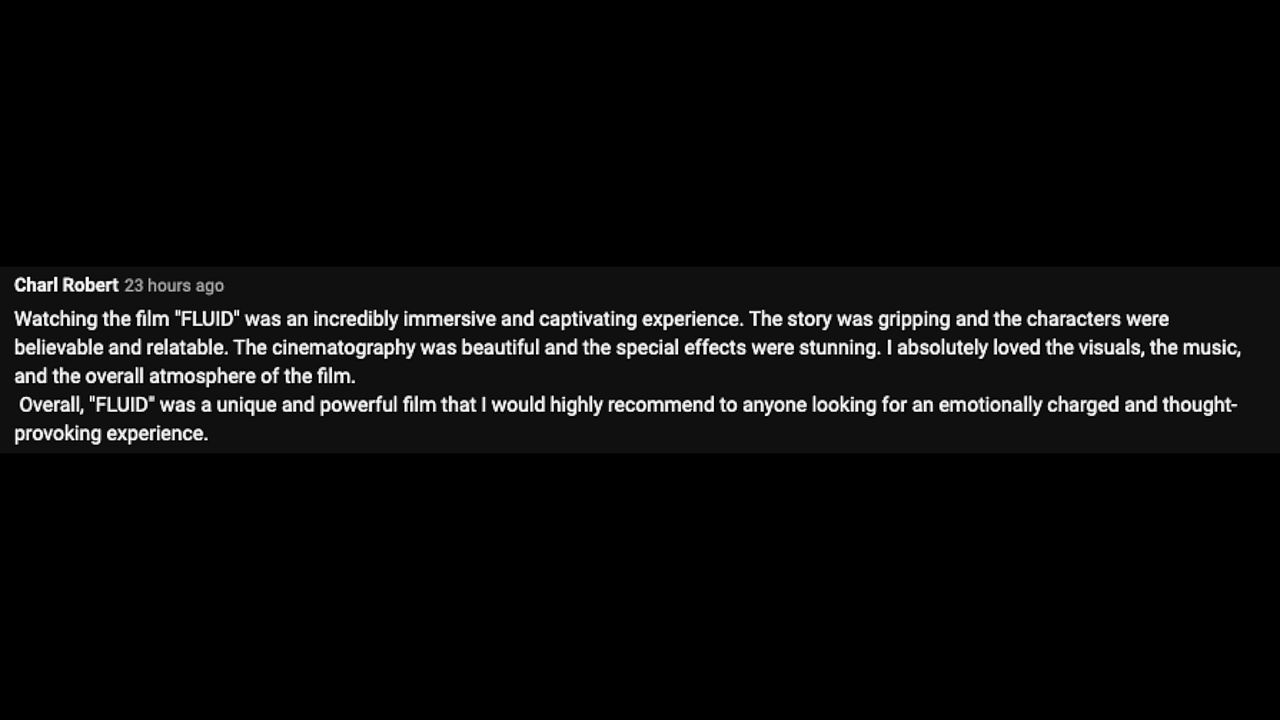 Charl Robert 23 hours ago
Watching the film "FLUID" was an incredibly immersive and captivating experience. The story was gripping and the characters were
believable and relatable. The cinematography was beautiful and the special effects were stunning. I absolutely loved the visuals, the music,
and the overall atmosphere of the film.
Overall, "FLUID" was a unique and powerful film that I would highly recommend to anyone looking for an emotionally charged and thought-
provoking experience.